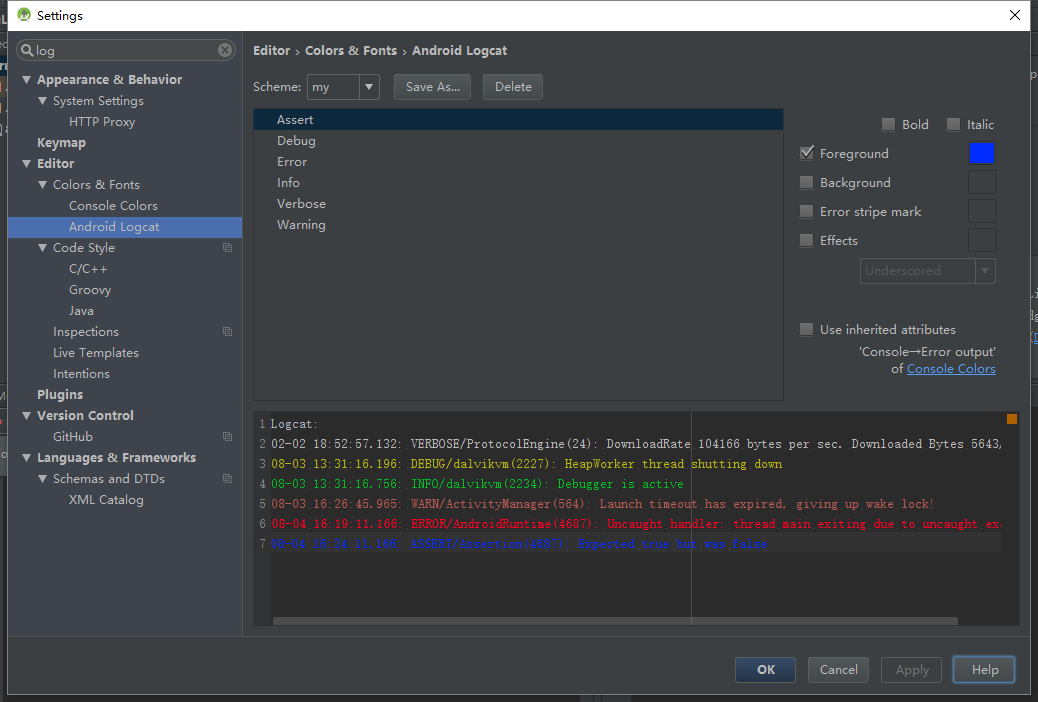 Settings
log
Appearance & Behavior
System Settings
HTTP Proxy
Keymap
Editor
Colors & Fonts
Console Colors
Android Logcat
Code Style
C/C++
Groovy
Java
Inspections
Live Templates
Intentions
Plugins
Version Control
GitHub
Languages & Frameworks
Schemas and DTDs
XML Catalog
Editor › Colors & Fonts › Android Logcat
Scheme: my Save As... Delete
Assert
Debug
Error
Info
Verbose
Warning
Bold Italic
Foreground
Background
Error stripe mark
Effects
Underscored
Use inherited attributes
'Console→Error output'
of Console Colors
1 Logcat:
2 02-02 18:52:57.132: VERBOSE/ProtocolEngine(24): DownloadRate 104166 bytes per sec. Downloaded Bytes 5643/
3 08-03 13:31:16.196: DEBUG/dalvikvm(2227): HeapWorker thread shutting down
4 08-03 13:31:16.756: INFO/dalvikvm(2234): Debugger is active
5 08-03 16:26:45.965: WARN/ActivityManager(564): Launch timeout has expired, giving up wake lock!
6 08-04 16:19:11.166: ERROR/AndroidRuntime(4687): Uncaught handler: thread main exiting due to uncaught exc
7 08-04 16:24:11.166: ASSERT/Assertion(4687): Expected true but was false
OK Cancel Apply Help